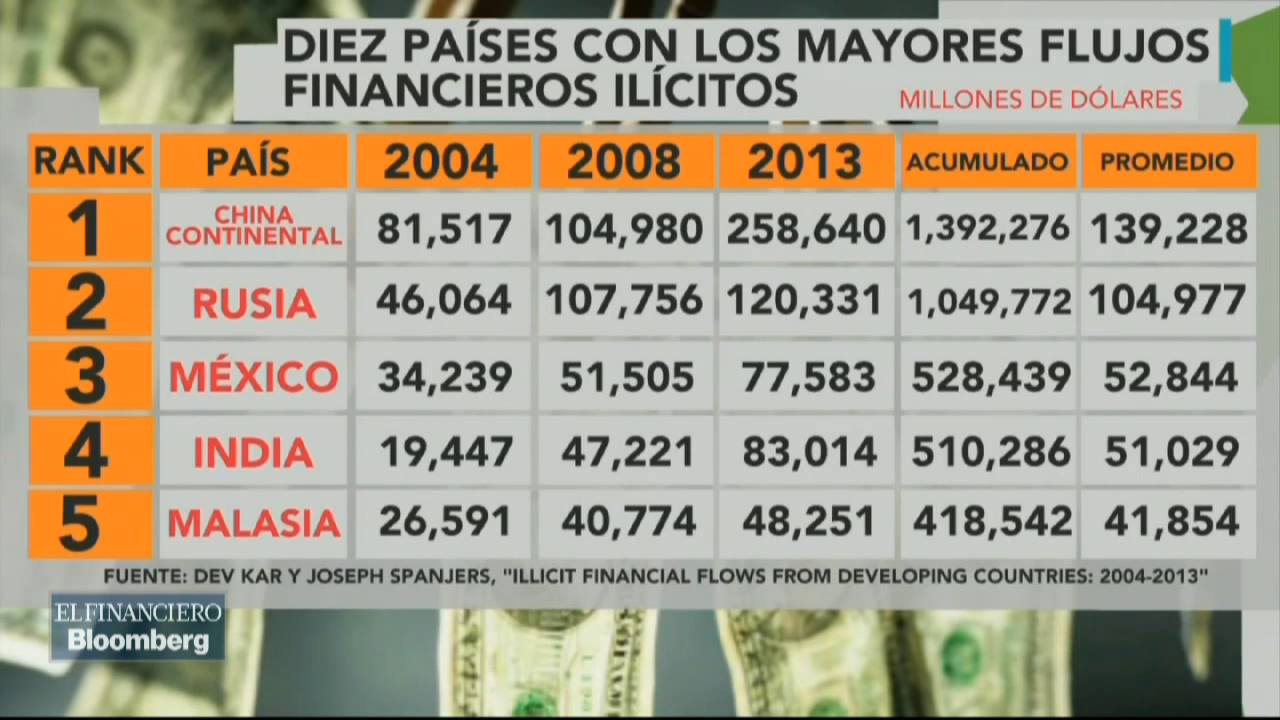 DIEZ PAÍSES CON LOS MAYORES FLUJOS
FINANCIEROS ILÍCITOS
MILLONES DE DÓLARES
RANK PAÍS 2004 2008 2013 ACUMULADO PROMEDIO
1 CHINA CONTINENTAL 81,517 104,980 258,640 1,392,276 139,228
2 RUSIA 46,064 107,756 120,331 1,049,772 104,977
3 MÉXICO 34,239 51,505 77,583 528,439 52,844
4 INDIA 19,447 47,221 83,014 510,286 51,029
5 MALASIA 26,591 40,774 48,251 418,542 41,854
FUENTE: DEV KAR Y JOSEPH SPANJERS, "ILLICIT FINANCIAL FLOWS FROM DEVELOPING COUNTRIES: 2004-2013"
EL FINANCIERO
Bloomberg